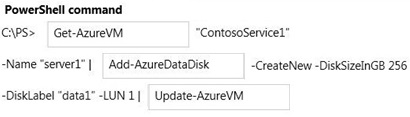 PowerShell command
C:\PS> Get-AzureVM "ContosoService1"
-Name "server1" | Add-AzureDataDisk -CreateNew -DiskSizeInGB 256
-DiskLabel "data1" -LUN 1 | Update-AzureVM